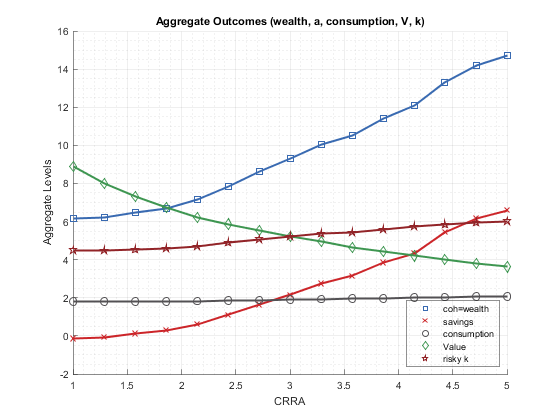 Aggregate Outcomes (wealth, a, consumption, V, k)
16
14
12
10
8
6
4
2
0
-2
Aggregate Levels
1
1.5
2
2.5
3
3.5
4
4.5
5
CRRA
coh=wealth
savings
consumption
Value
risky k